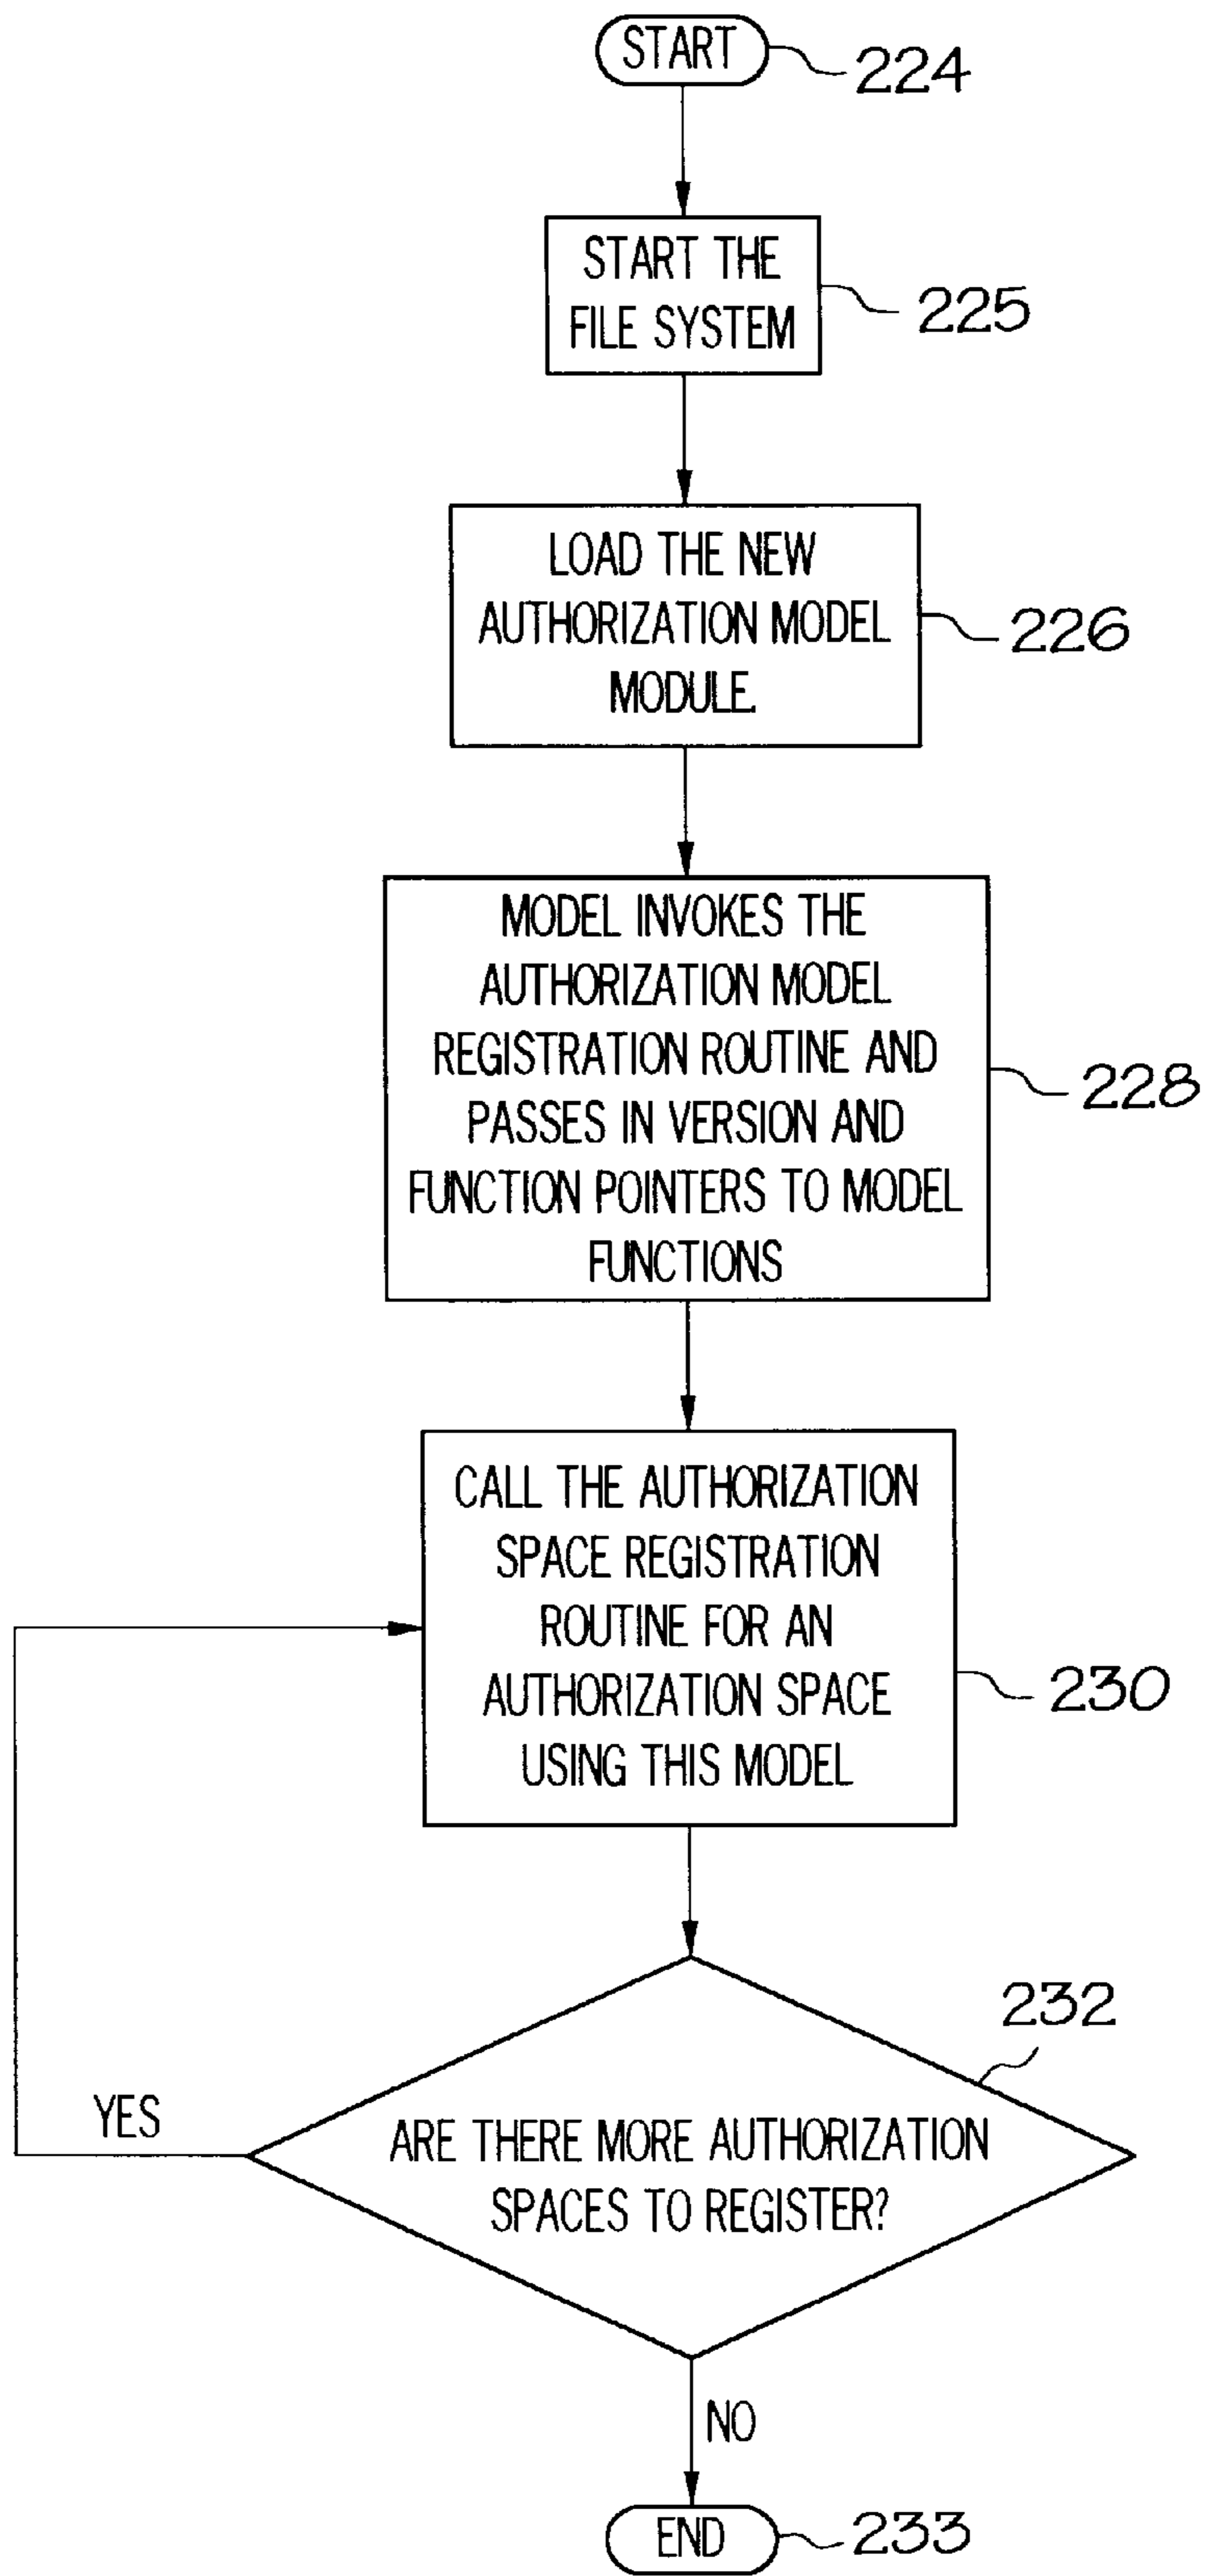 START
224
START THE
FILE SYSTEM
225
LOAD THE NEW
AUTHORIZATION MODEL
MODULE.
226
MODEL INVOKES THE
AUTHORIZATION MODEL
REGISTRATION ROUTINE AND
PASSES IN VERSION AND
FUNCTION POINTERS TO MODEL
FUNCTIONS
228
CALL THE AUTHORIZATION
SPACE REGISTRATION
ROUTINE FOR AN
AUTHORIZATION SPACE
USING THIS MODEL
230
232
YES
ARE THERE MORE AUTHORIZATION
SPACES TO REGISTER?
NO
END
233